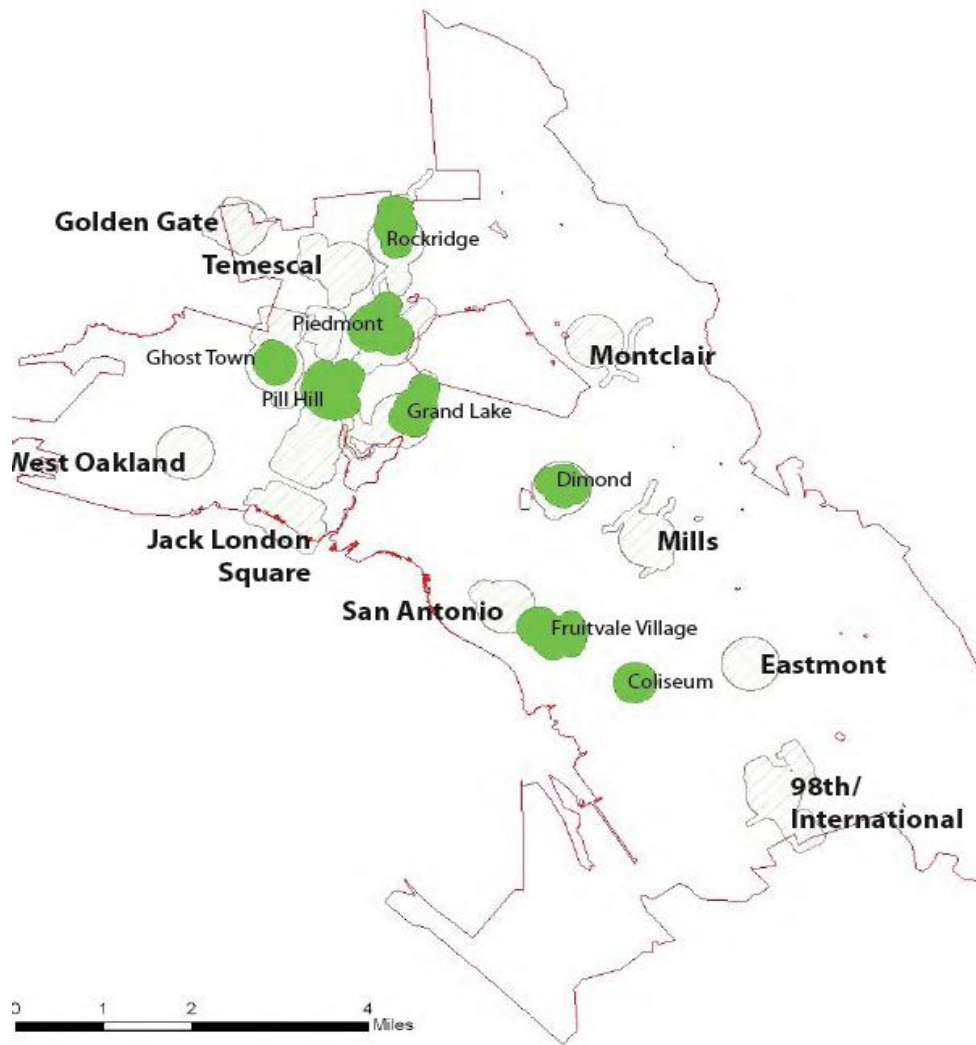 Golden Gate
Rockridge
Temescal
Piedmont
Ghost Town
Montclair
Pill Hill
Grand Lake
West Oakland
Dimond
Jack London
Square
Mills
San Antonio
Fruitvale Village
Eastmont
Coliseum
98th/
International
0 1 2 4
Miles